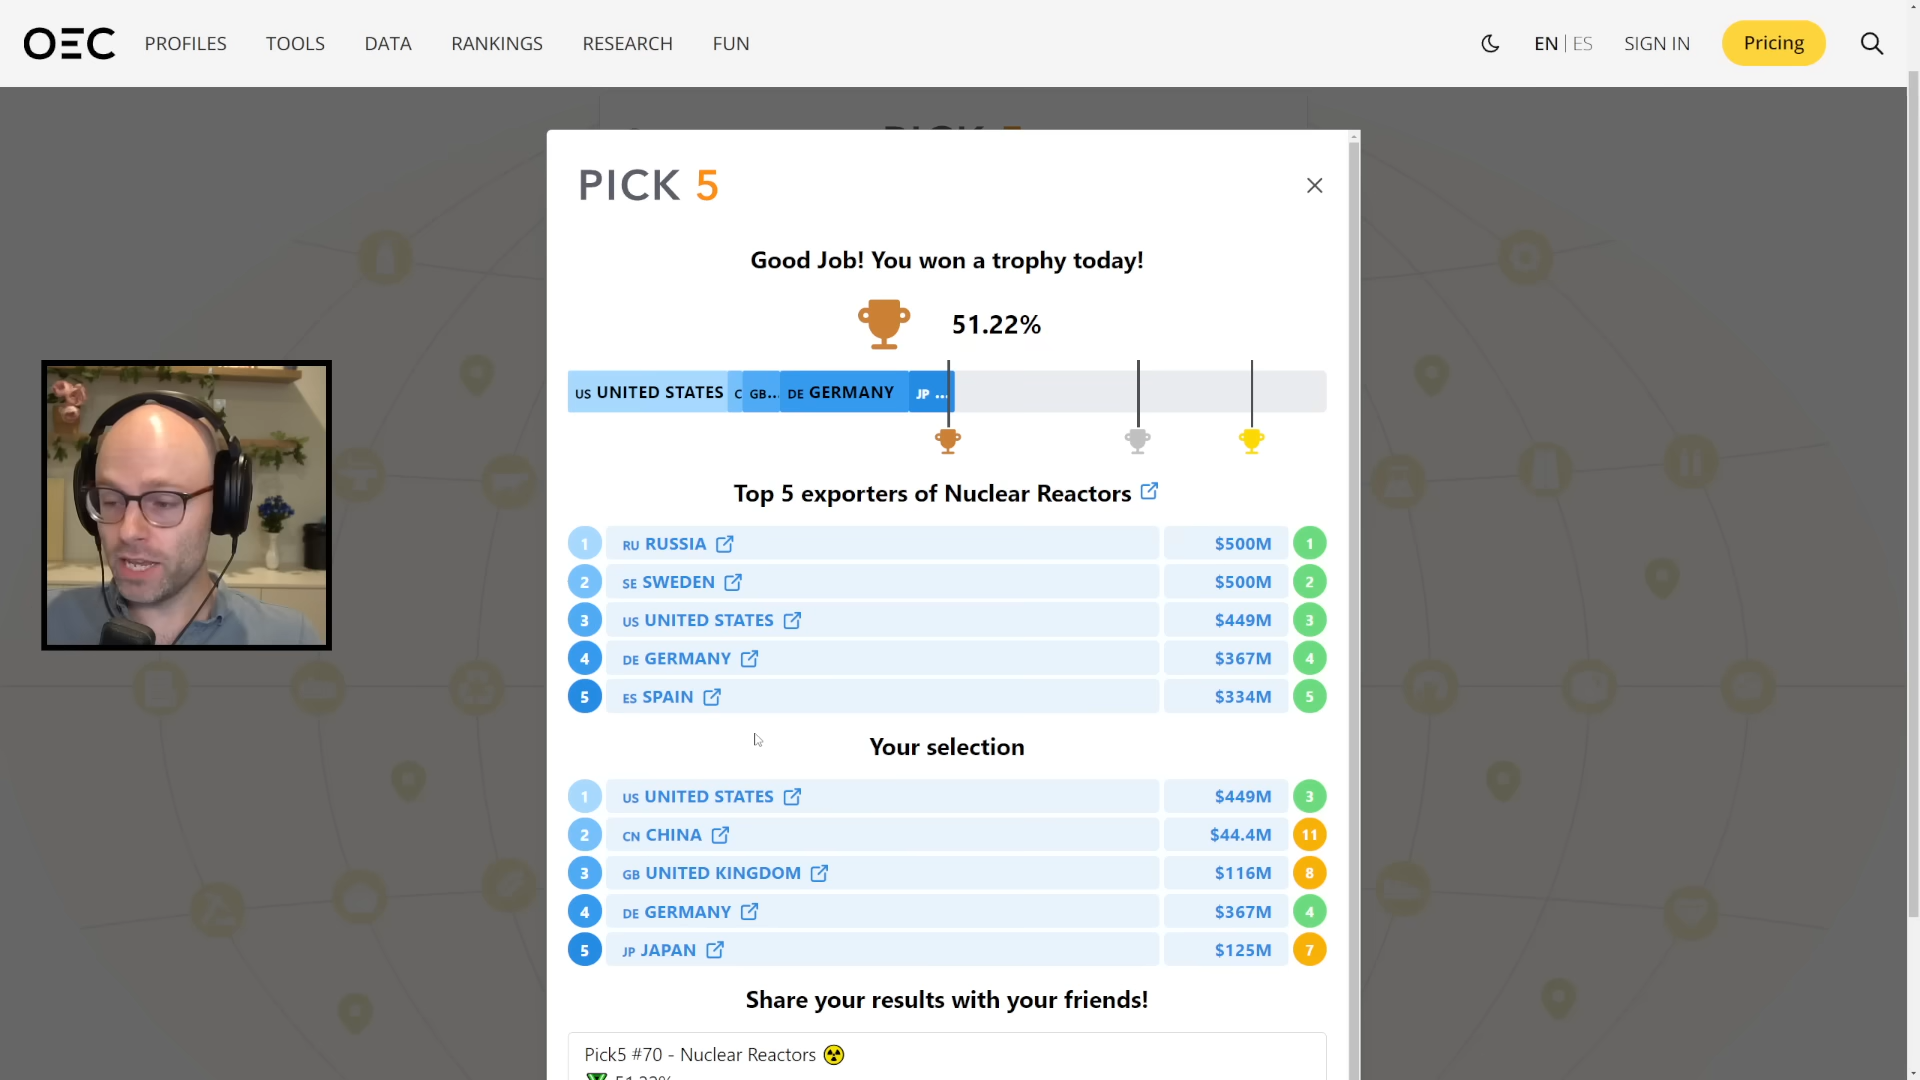 OEC PROFILES TOOLS DATA RANKINGS RESEARCH FUN EN | ES SIGN IN Pricing
PICK 5
Good Job! You won a trophy today!
51.22%
US UNITED STATES C GB... DE GERMANY JP ...
Top 5 exporters of Nuclear Reactors
1 RU RUSSIA $500M 1
2 SE SWEDEN $500M 2
3 US UNITED STATES $449M 3
4 DE GERMANY $367M 4
5 ES SPAIN $334M 5
Your selection
1 US UNITED STATES $449M 3
2 CN CHINA $44.4M 11
3 GB UNITED KINGDOM $116M 8
4 DE GERMANY $367M 4
5 JP JAPAN $125M 7
Share your results with your friends!
Pick5 #70 - Nuclear Reactors ☢️
51.22%